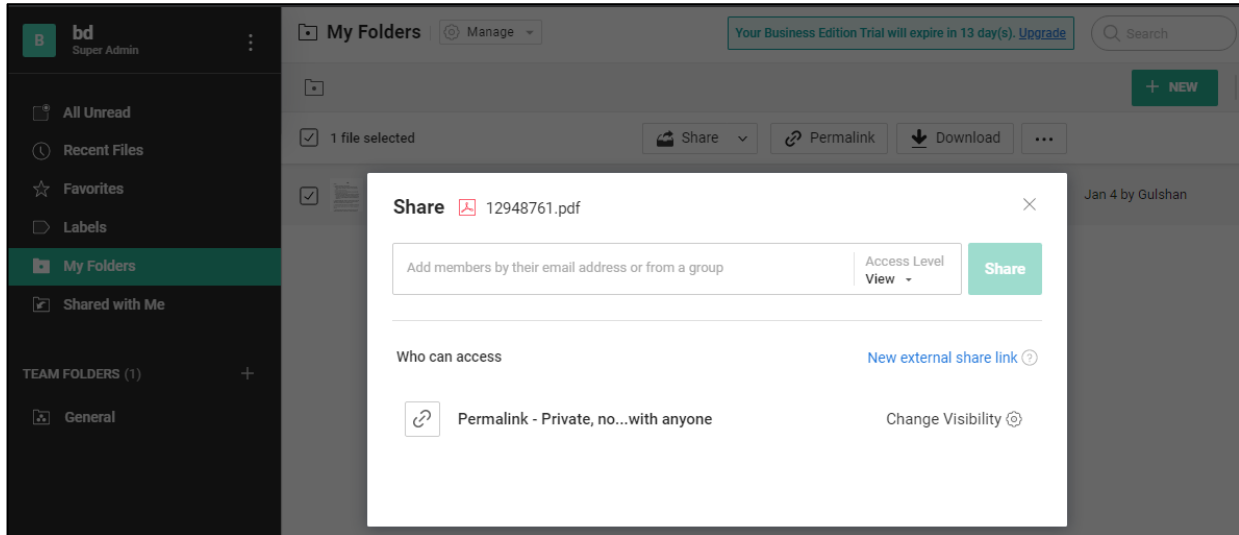 B
bd
Super Admin
All Unread
Recent Files
Favorites
Labels
My Folders
Shared with Me
TEAM FOLDERS (1)
General
My Folders
Manage
Your Business Edition Trial will expire in 13 day(s). Upgrade
Search
+ NEW
1 file selected
Share
Permalink
Download
...
Jan 4 by Gulshan
Share 12948761.pdf
Add members by their email address or from a group
Access Level
View
Share
Who can access
New external share link ?
Permalink - Private, no...with anyone
Change Visibility